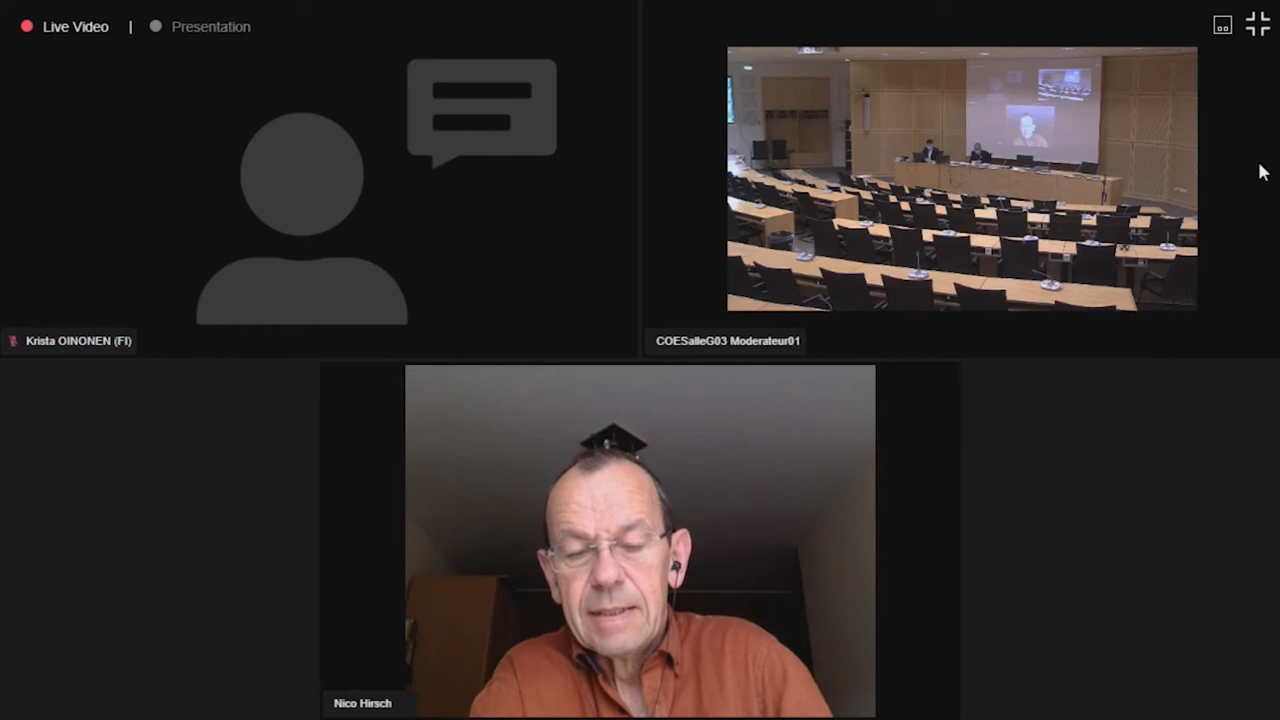 Live Video | Presentation
Krista OINONEN (FI)
COESalleG03 Moderateur01
Nico Hirsch